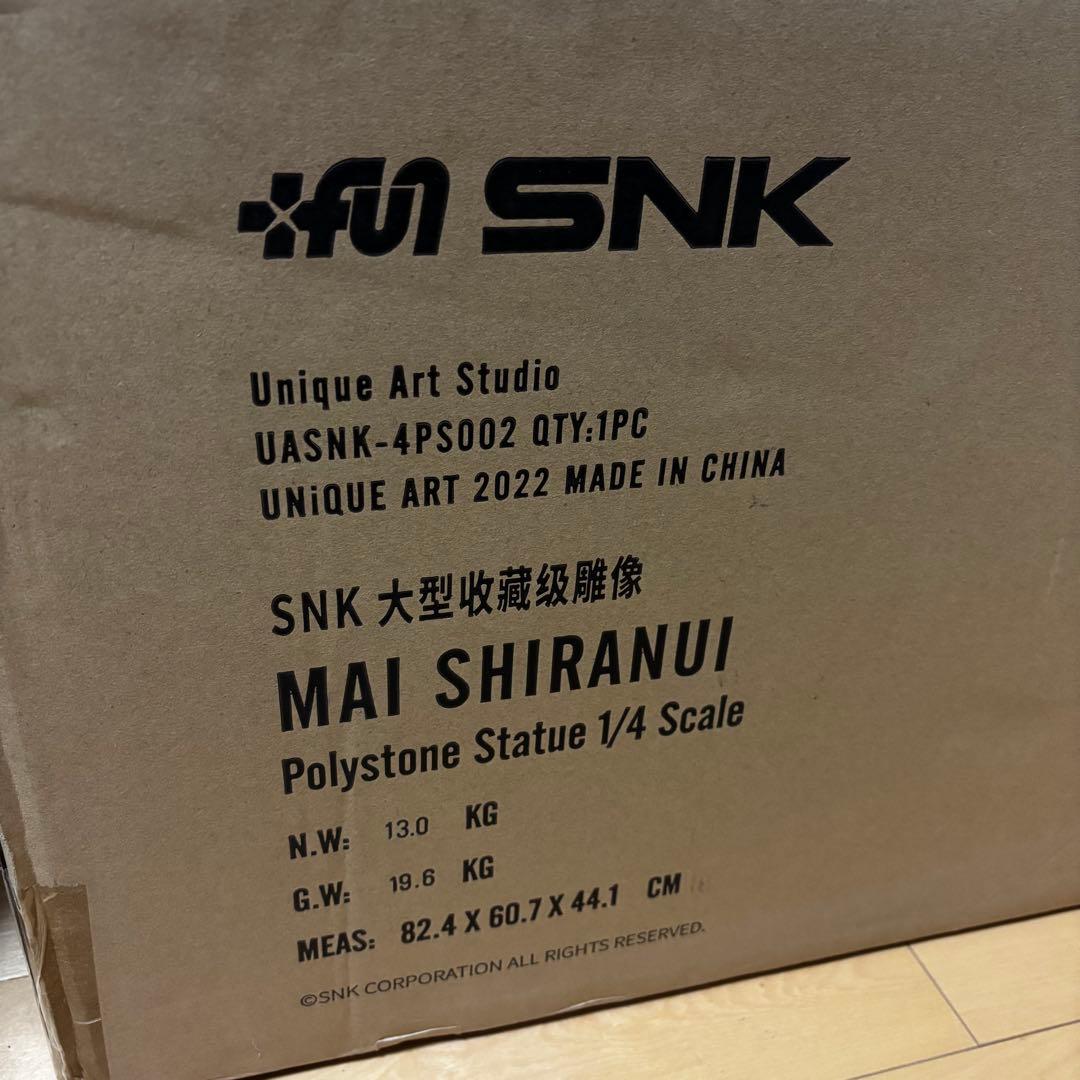 fun SNK
Unique Art Studio
UASNK-4PS002 QTY:1PC
UNiQUE ART 2022 MADE IN CHINA
SNK 大型收藏级雕像
MAI SHIRANUI
Polystone Statue 1/4 Scale
N.W: 13.0 KG
G.W: 19.6 KG
MEAS: 82.4 X 60.7 X 44.1 CM
©SNK CORPORATION ALL RIGHTS RESERVED.